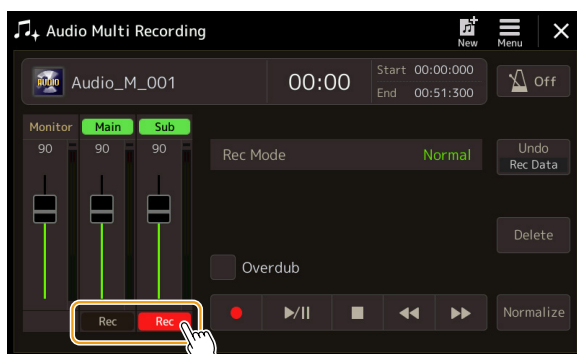 Audio Multi Recording
New
Menu
AUDIO
Audio_M_001
00:00
Start 00:00:000
End 00:51:300
Off
Monitor Main Sub
90 90 90
Rec Mode Normal
Undo
Rec Data
Delete
Overdub
Rec Rec
Normalize